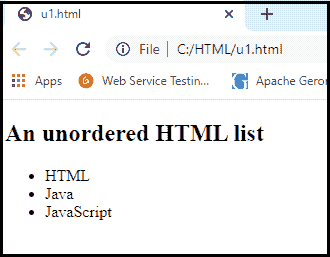 u1.html
File | C:/HTML/u1.html
Apps Web Service Testin... Apache Geron
An unordered HTML list
HTML
Java
JavaScript